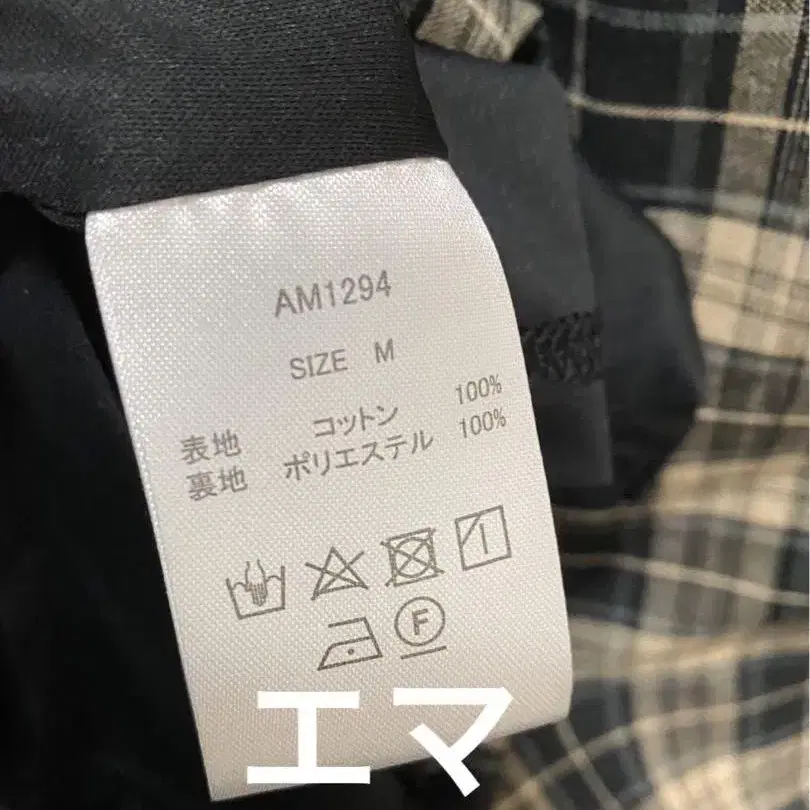 AM1294
SIZE M
表地 コットン 100%
裏地 ポリエステル 100%
F
エマ